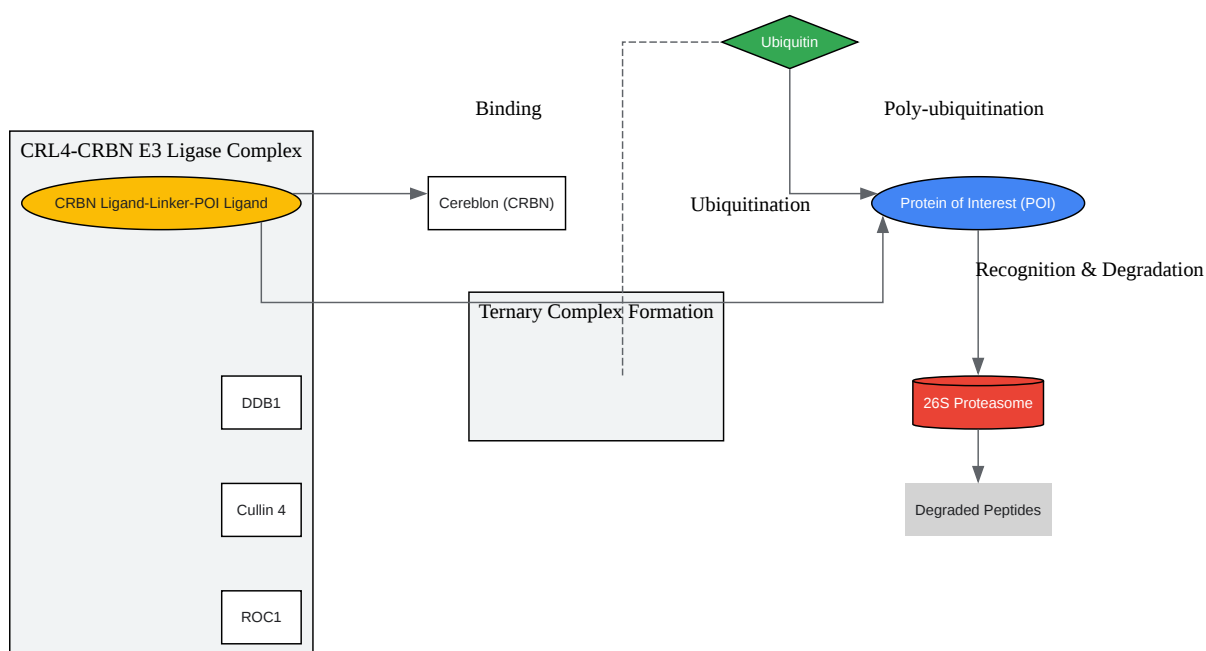 Ubiquitin
Binding
Poly-ubiquitination
CRL4-CRBN E3 Ligase Complex
CRBN Ligand-Linker-POI Ligand
Cereblon (CRBN)
Ubiquitination
Protein of Interest (POI)
Recognition & Degradation
Ternary Complex Formation
DDB1
26S Proteasome
Cullin 4
Degraded Peptides
ROC1